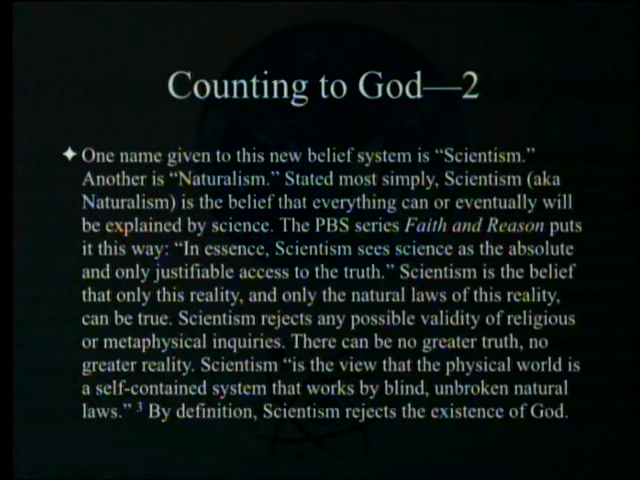 Counting to God—2
✦ One name given to this new belief system is “Scientism.”
Another is “Naturalism.” Stated most simply, Scientism (aka
Naturalism) is the belief that everything can or eventually will
be explained by science. The PBS series Faith and Reason puts
it this way: “In essence, Scientism sees science as the absolute
and only justifiable access to the truth.” Scientism is the belief
that only this reality, and only the natural laws of this reality,
can be true. Scientism rejects any possible validity of religious
or metaphysical inquiries. There can be no greater truth, no
greater reality. Scientism “is the view that the physical world is
a self-contained system that works by blind, unbroken natural
laws.” 3 By definition, Scientism rejects the existence of God.